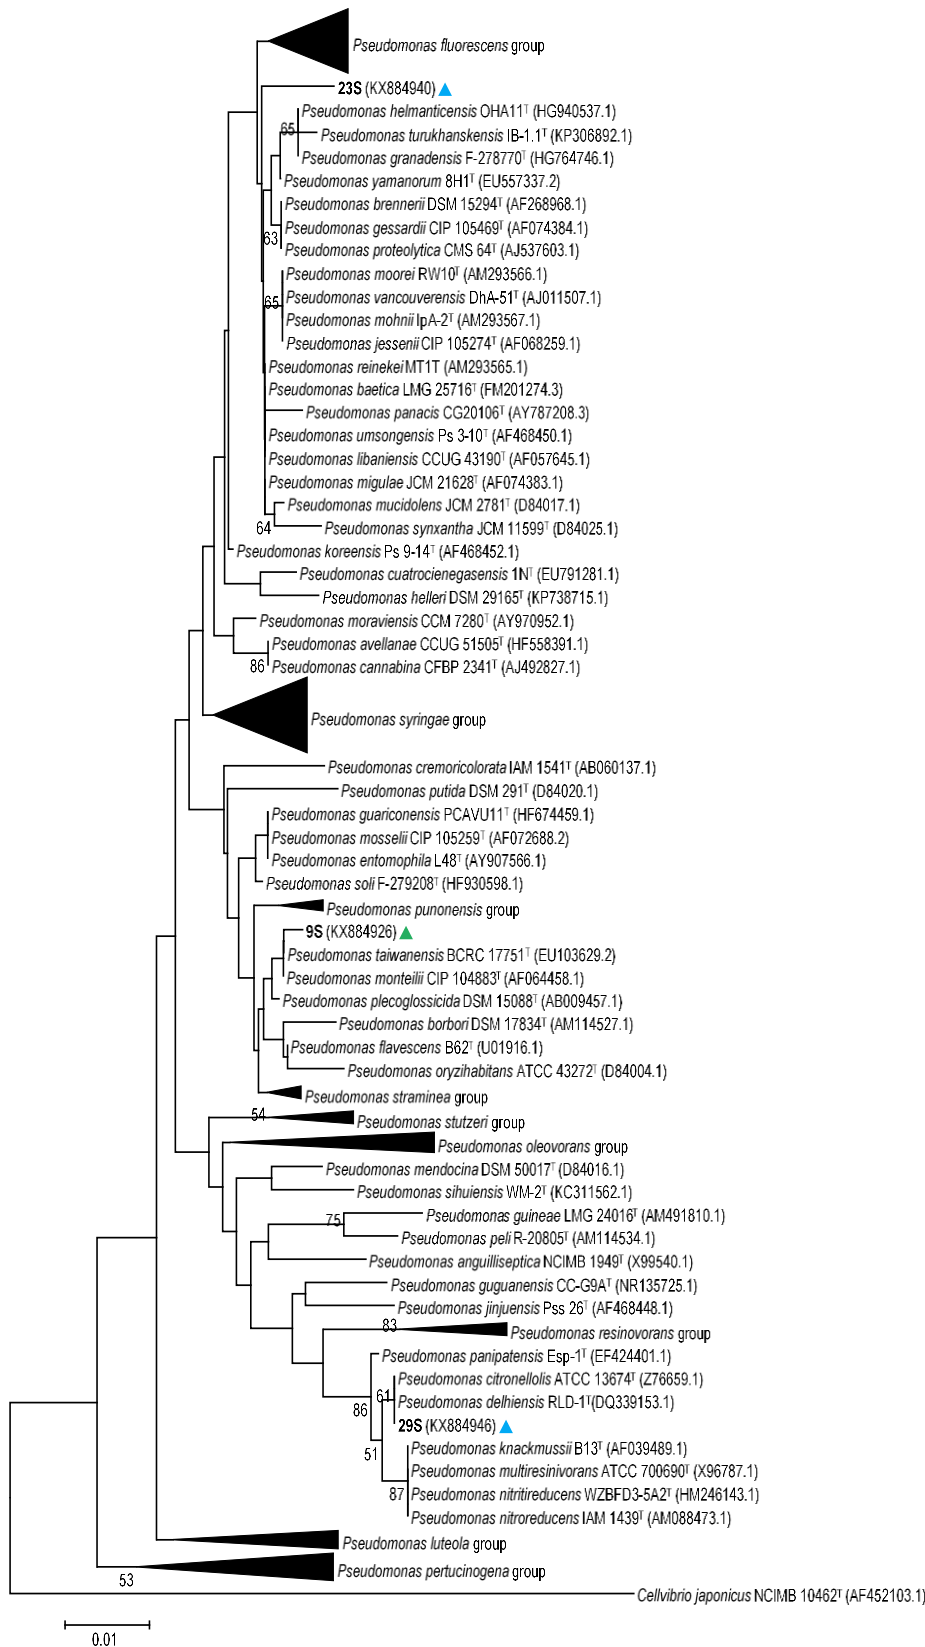 Pseudomonas fluorescens group
23S (KX884940)
Pseudomonas helmanticensis OHA11ᵀ (HG940537.1)
65
Pseudomonas turukhanskensis IB-1.1ᵀ (KP306892.1)
Pseudomonas granadensis F-278770ᵀ (HG764746.1)
Pseudomonas yamanorum 8H1ᵀ (EU557337.2)
Pseudomonas brennerii DSM 15294ᵀ (AF268968.1)
Pseudomonas gessardii CIP 105469ᵀ (AF074384.1)
63
Pseudomonas proteolytica CMS 64ᵀ (AJ537603.1)
Pseudomonas moorei RW10ᵀ (AM293566.1)
Pseudomonas vancouverensis DhA-51ᵀ (AJ011507.1)
65
Pseudomonas mohnii IpA-2ᵀ (AM293567.1)
Pseudomonas jessenii CIP 105274ᵀ (AF068259.1)
Pseudomonas reinekei MT1T (AM293565.1)
Pseudomonas baetica LMG 25716ᵀ (FM201274.3)
Pseudomonas panacis CG20106ᵀ (AY787208.3)
Pseudomonas umsongensis Ps 3-10ᵀ (AF468450.1)
Pseudomonas libaniensis CCUG 43190ᵀ (AF057645.1)
Pseudomonas migulae JCM 21628ᵀ (AF074383.1)
Pseudomonas mucidolens JCM 2781ᵀ (D84017.1)
64
Pseudomonas synxantha JCM 11599ᵀ (D84025.1)
Pseudomonas koreensis Ps 9-14ᵀ (AF468452.1)
Pseudomonas cuatrocienegasensis 1Nᵀ (EU791281.1)
Pseudomonas helleri DSM 29165ᵀ (KP738715.1)
Pseudomonas moraviensis CCM 7280ᵀ (AY970952.1)
Pseudomonas avellanae CCUG 51505ᵀ (HF558391.1)
86
Pseudomonas cannabina CFBP 2341ᵀ (AJ492827.1)
Pseudomonas syringae group
Pseudomonas cremoricolorata IAM 1541ᵀ (AB060137.1)
Pseudomonas putida DSM 291ᵀ (D84020.1)
Pseudomonas guariconensis PCAVU11ᵀ (HF674459.1)
Pseudomonas mosselii CIP 105259ᵀ (AF072688.2)
Pseudomonas entomophila L48ᵀ (AY907566.1)
Pseudomonas soli F-279208ᵀ (HF930598.1)
Pseudomonas punonensis group
9S (KX884926)
Pseudomonas taiwanensis BCRC 17751ᵀ (EU103629.2)
Pseudomonas monteilii CIP 104883ᵀ (AF064458.1)
Pseudomonas plecoglossicida DSM 15088ᵀ (AB009457.1)
Pseudomonas borbori DSM 17834ᵀ (AM114527.1)
Pseudomonas flavescens B62ᵀ (U01916.1)
Pseudomonas oryzihabitans ATCC 43272ᵀ (D84004.1)
Pseudomonas straminea group
54
Pseudomonas stutzeri group
Pseudomonas oleovorans group
Pseudomonas mendocina DSM 50017ᵀ (D84016.1)
Pseudomonas sihuiensis WM-2ᵀ (KC311562.1)
Pseudomonas guineae LMG 24016ᵀ (AM491810.1)
75
Pseudomonas peli R-20805ᵀ (AM114534.1)
Pseudomonas anguilliseptica NCIMB 1949ᵀ (X99540.1)
Pseudomonas guguanensis CC-G9Aᵀ (NR135725.1)
Pseudomonas jinjuensis Pss 26ᵀ (AF468448.1)
83
Pseudomonas resinovorans group
Pseudomonas panipatensis Esp-1ᵀ (EF424401.1)
Pseudomonas citronellolis ATCC 13674ᵀ (Z76659.1)
61
Pseudomonas delhiensis RLD-1ᵀ(DQ339153.1)
86
29S (KX884946)
Pseudomonas knackmussii B13ᵀ (AF039489.1)
51
Pseudomonas multiresinivorans ATCC 700690ᵀ (X96787.1)
87
Pseudomonas nitritireducens WZBFD3-5A2ᵀ (HM246143.1)
Pseudomonas nitroreducens IAM 1439ᵀ (AM088473.1)
Pseudomonas luteola group
Pseudomonas pertucinogena group
53
Cellvibrio japonicus NCIMB 10462ᵀ (AF452103.1)
0.01